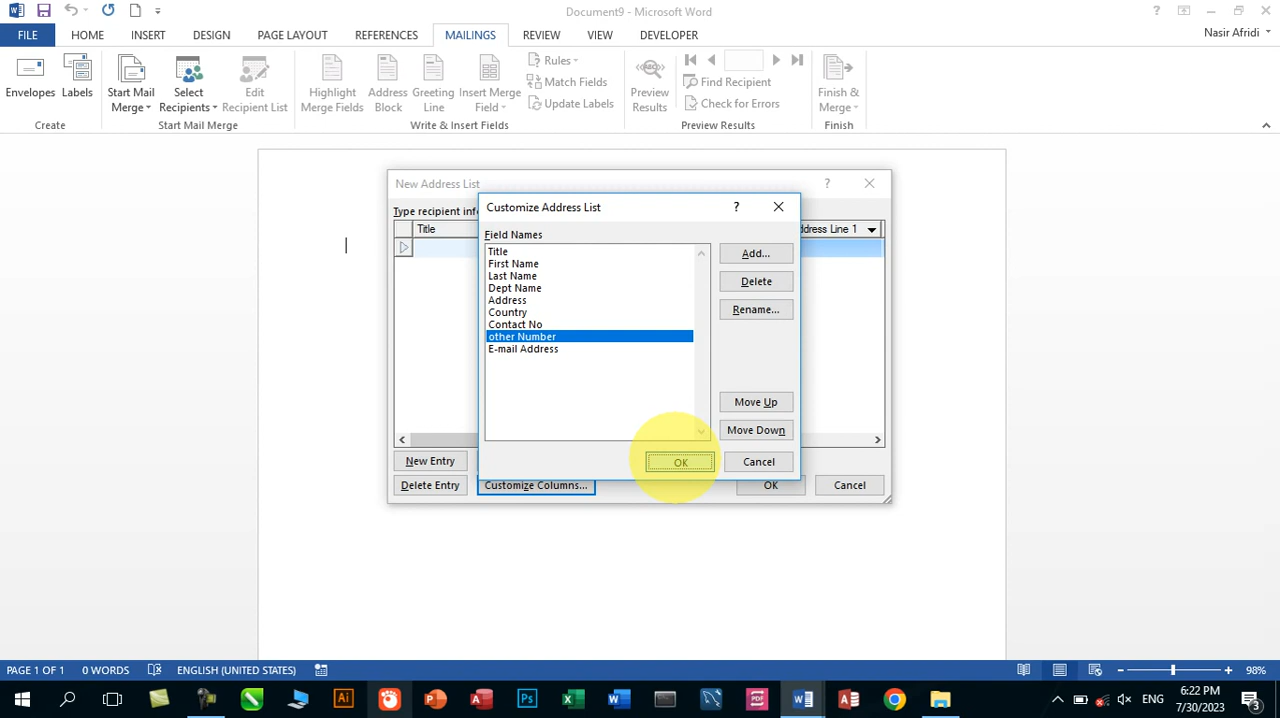 Document9 - Microsoft Word
?
Nasir Afridi
FILE HOME INSERT DESIGN PAGE LAYOUT REFERENCES MAILINGS REVIEW VIEW DEVELOPER
Envelopes
Labels
Start Mail Merge
Select Recipients
Edit Recipient List
Highlight Merge Fields
Address Block
Greeting Line
Insert Merge Field
Rules
Match Fields
Update Labels
Preview Results
Find Recipient
Check for Errors
Finish & Merge
Create
Start Mail Merge
Write & Insert Fields
Preview Results
Finish
New Address List
?
Type recipient
Title
Address Line 1
Customize Address List
?
Field Names
Title
First Name
Last Name
Dept Name
Address
Country
Contact No
other Number
E-mail Address
Add...
Delete
Rename...
Move Up
Move Down
OK
Cancel
New Entry
Delete Entry
Customize Columns...
OK
Cancel
PAGE 1 OF 1 0 WORDS ENGLISH (UNITED STATES)
98%
Ai
Ps
PDF
ENG
6:22 PM
7/30/2023
3